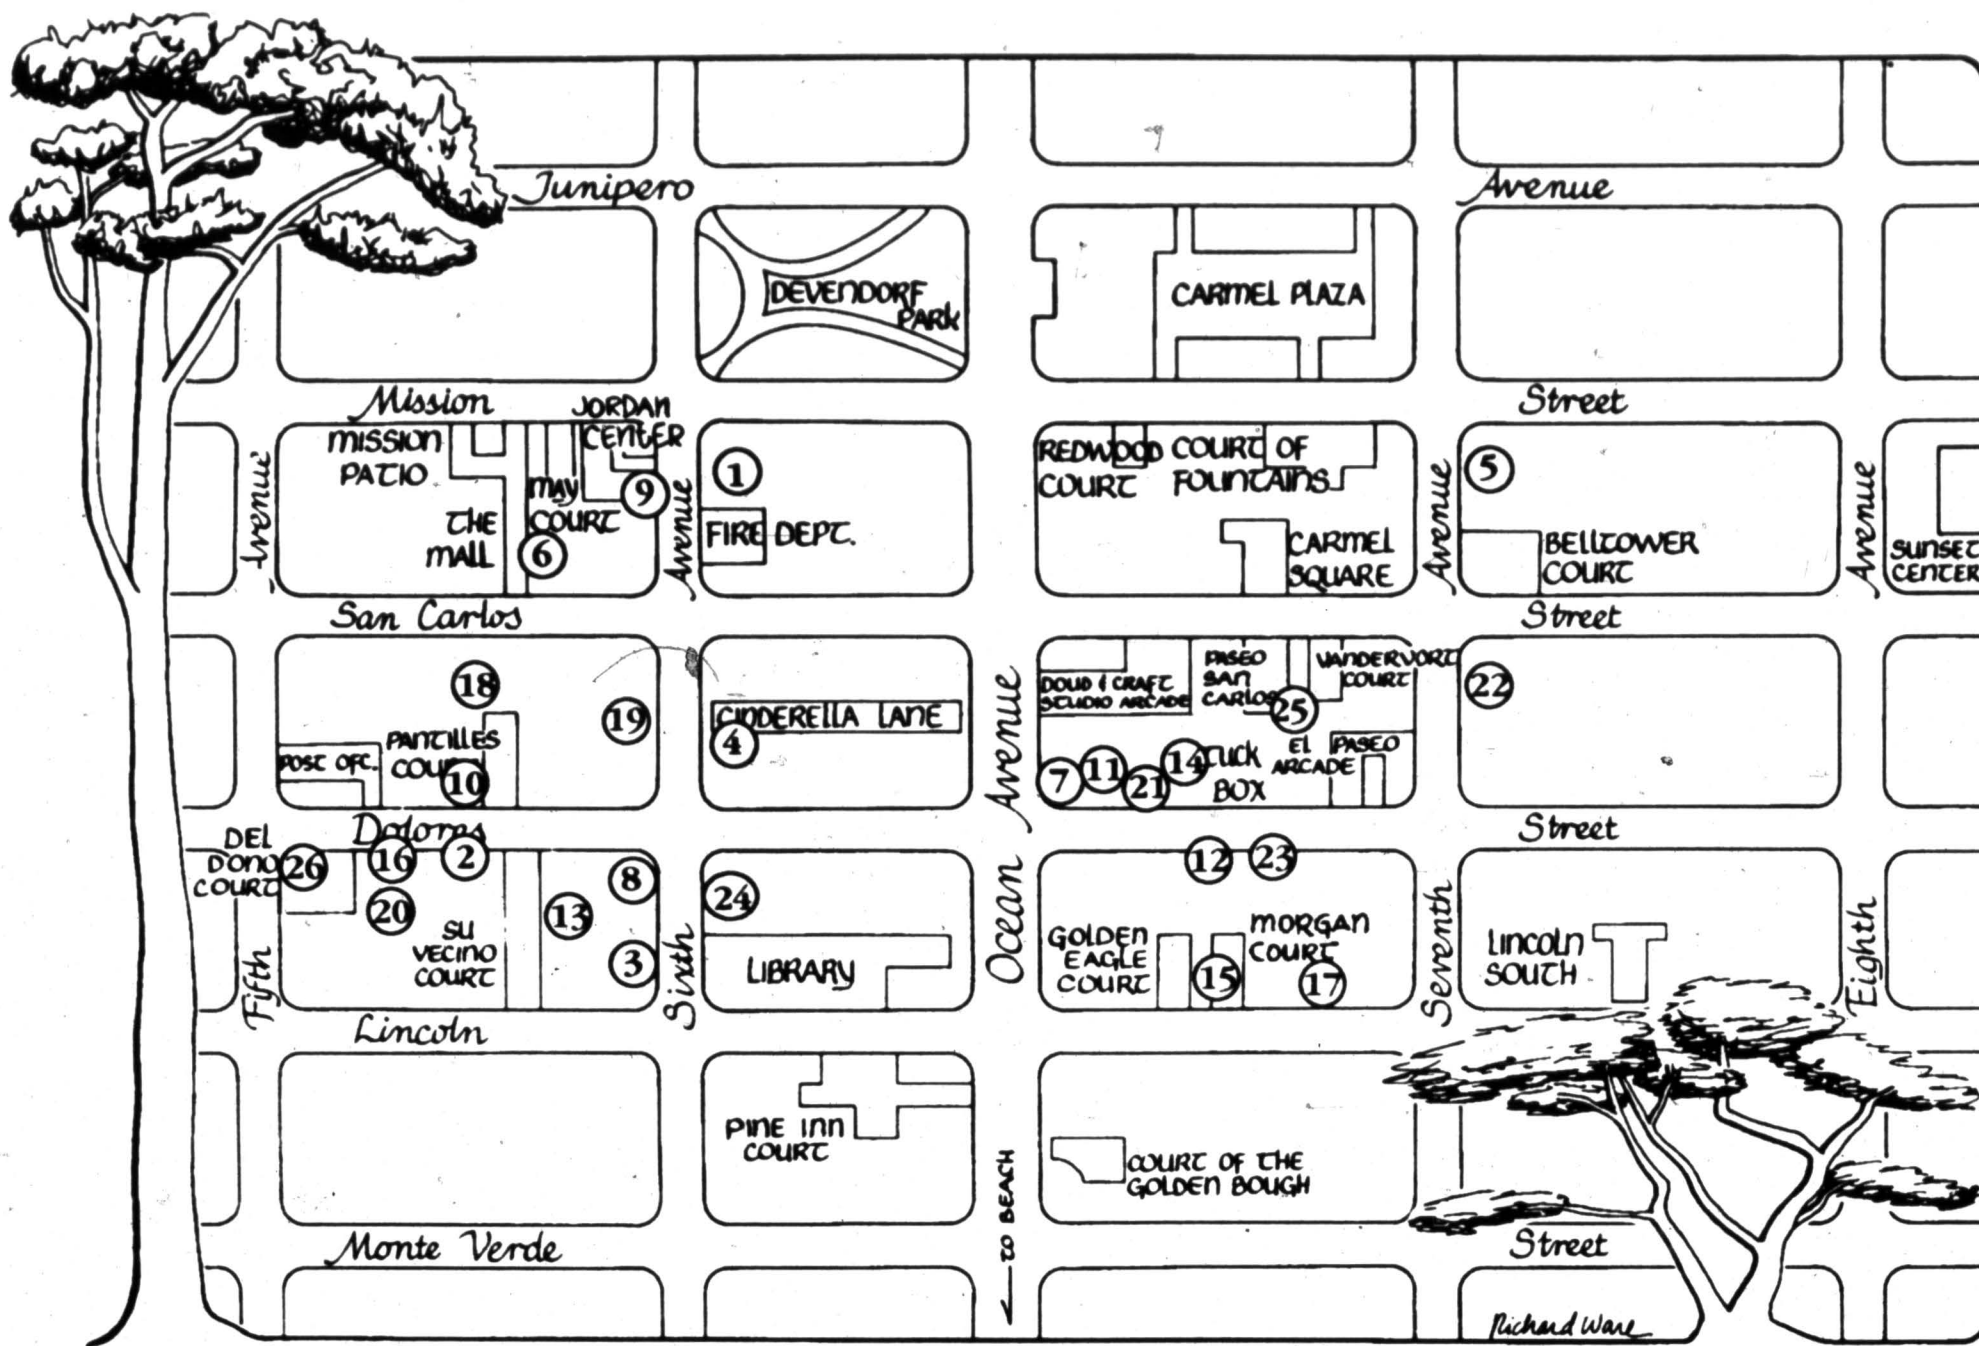 Junipero Avenue
DEVENDORF
PARK
CARMEL PLAZA
Mission Street
JORDAN
CENTER
MISSION
PATIO
MAY
COURT
9
THE
MALL
6
1
FIRE DEPT.
REDWOOD
COURT
COURT OF
FOUNTAINS
CARMEL
SQUARE
5
BELLTOWER
COURT
SUNSET
CENTER
Avenue
Avenue
Avenue
Avenue
San Carlos Street
18
19
PANTILLES
COURT
10
POST OFC.
CINDERELLA LANE
4
DOUD & CRAFT
STUDIO ARCADE
PASEO
SAN
CARLOS
25
VANDERVORT
COURT
22
7
11
21
14
TUCK
BOX
EL PASEO
ARCADE
Dolores Street
DEL
DONO
COURT
26
16
2
20
SU
VECINO
COURT
13
8
3
24
LIBRARY
12
23
GOLDEN
EAGLE
COURT
15
MORGAN
COURT
17
LINCOLN
SOUTH
Fifth
Sixth
Ocean Avenue
Seventh
Eighth
Lincoln
PINE INN
COURT
COURT OF THE
GOLDEN BOUGH
TO BEACH
Monte Verde Street
Richard Ware